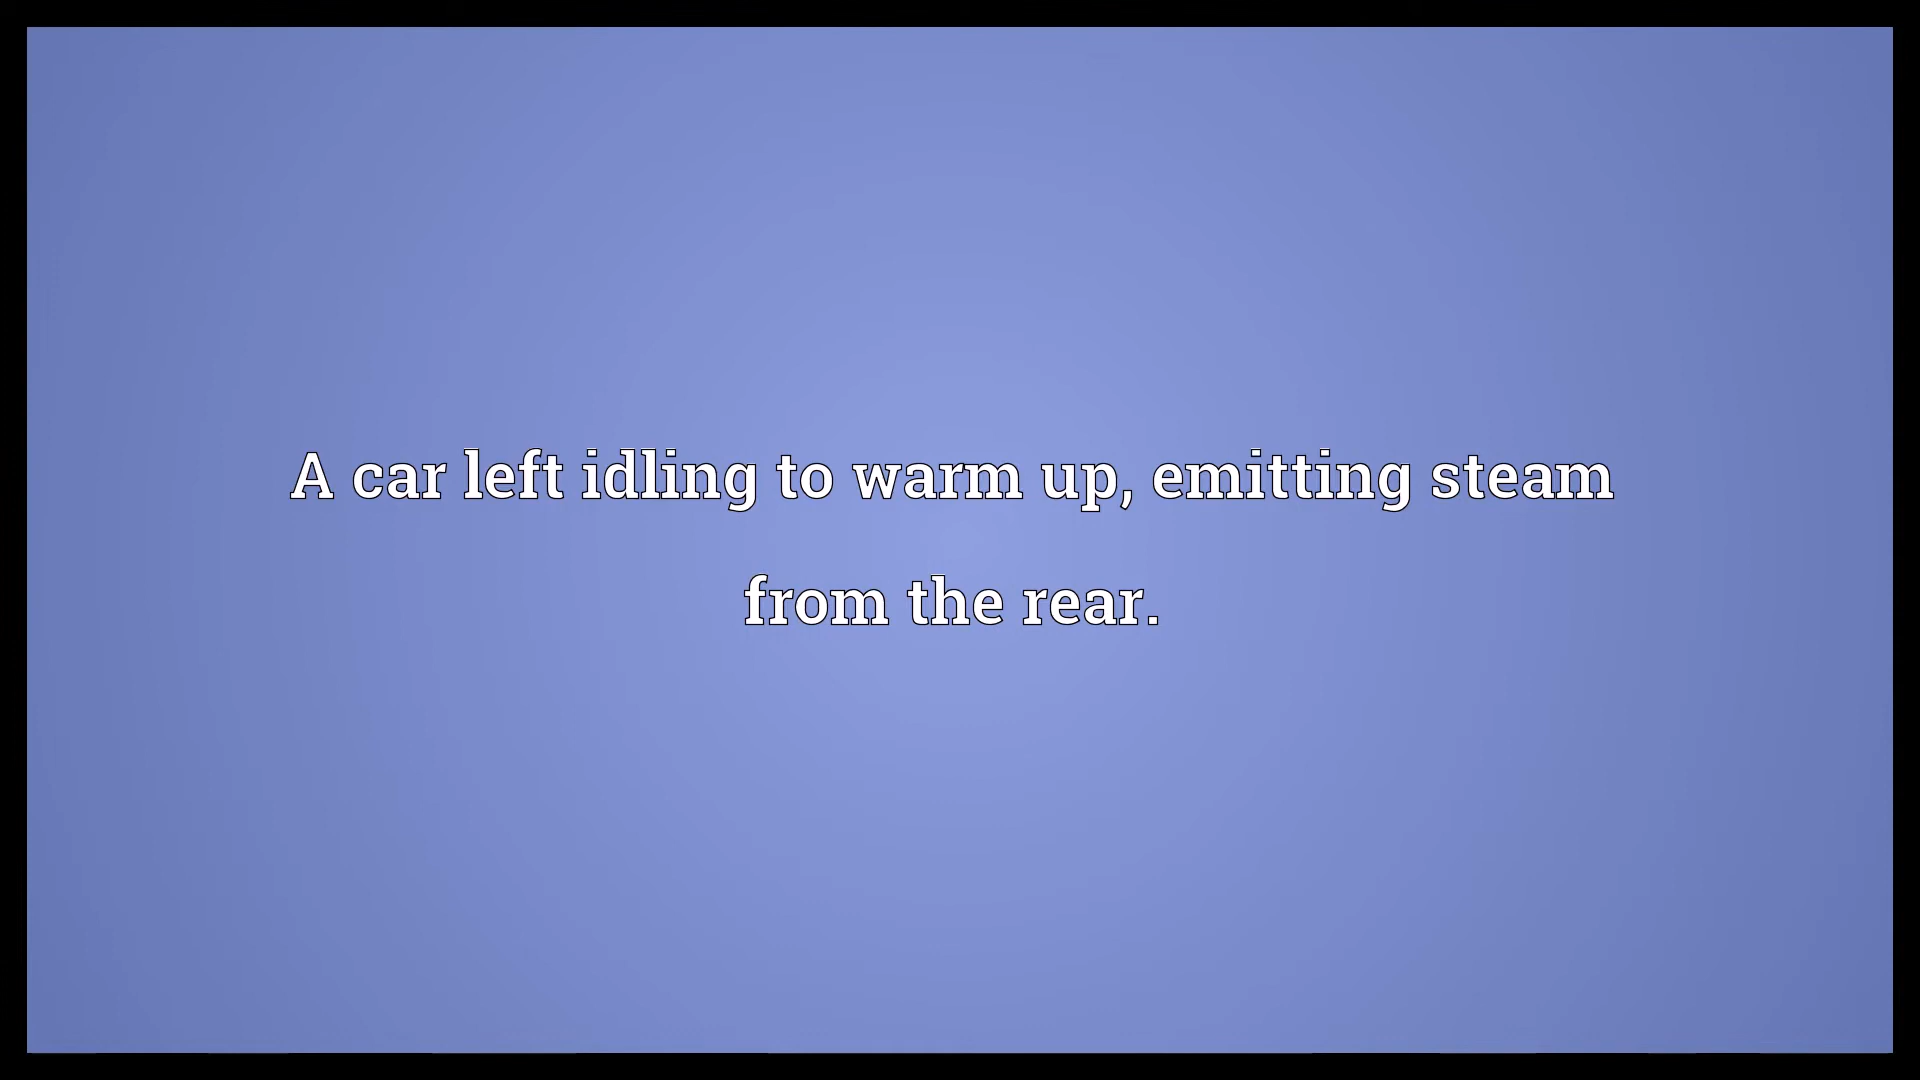 A car left idling to warm up, emitting steam
from the rear.